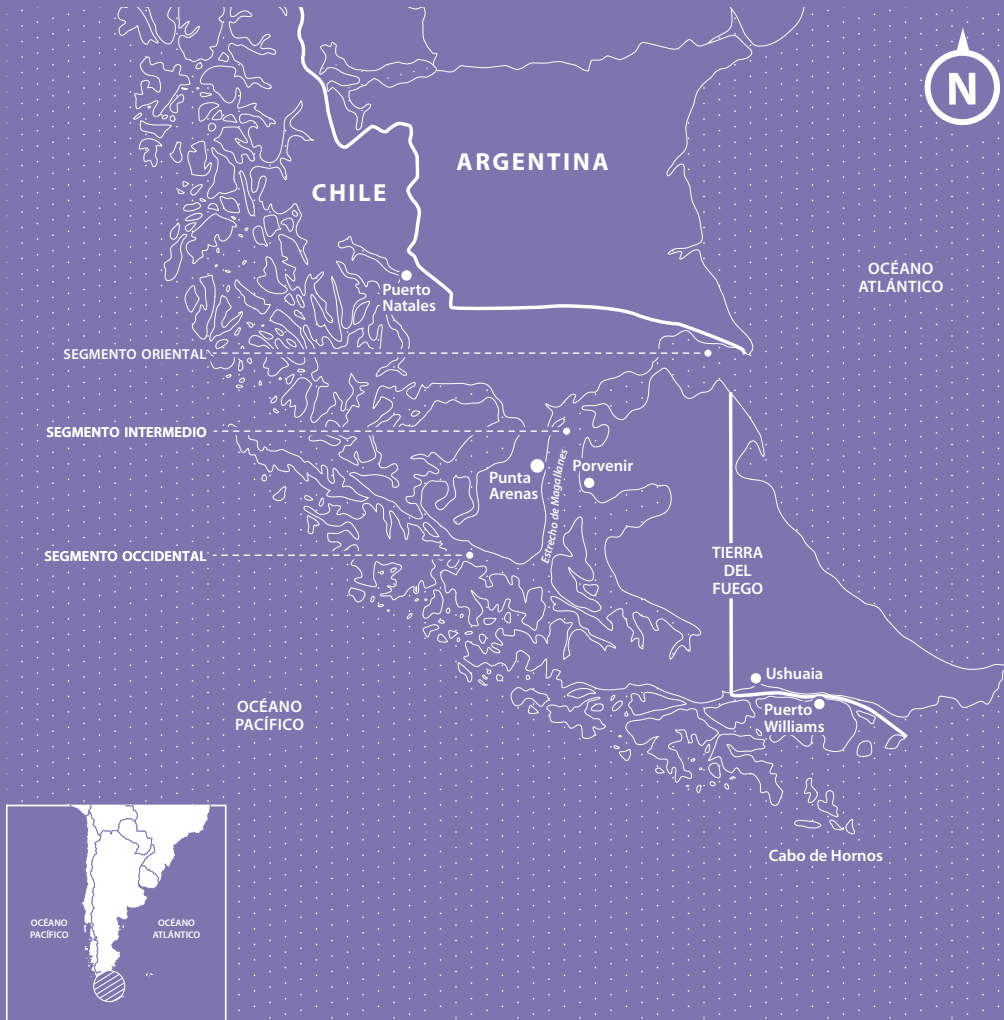 N
ARGENTINA
CHILE
OCÉANO
ATLÁNTICO
Puerto
Natales
SEGMENTO ORIENTAL
SEGMENTO INTERMEDIO
Estrecho de Magallanes
Porvenir
Punta
Arenas
SEGMENTO OCCIDENTAL
TIERRA
DEL
FUEGO
Ushuaia
Puerto
Williams
OCÉANO
PACÍFICO
Cabo de Hornos
OCÉANO
PACÍFICO
OCÉANO
ATLÁNTICO